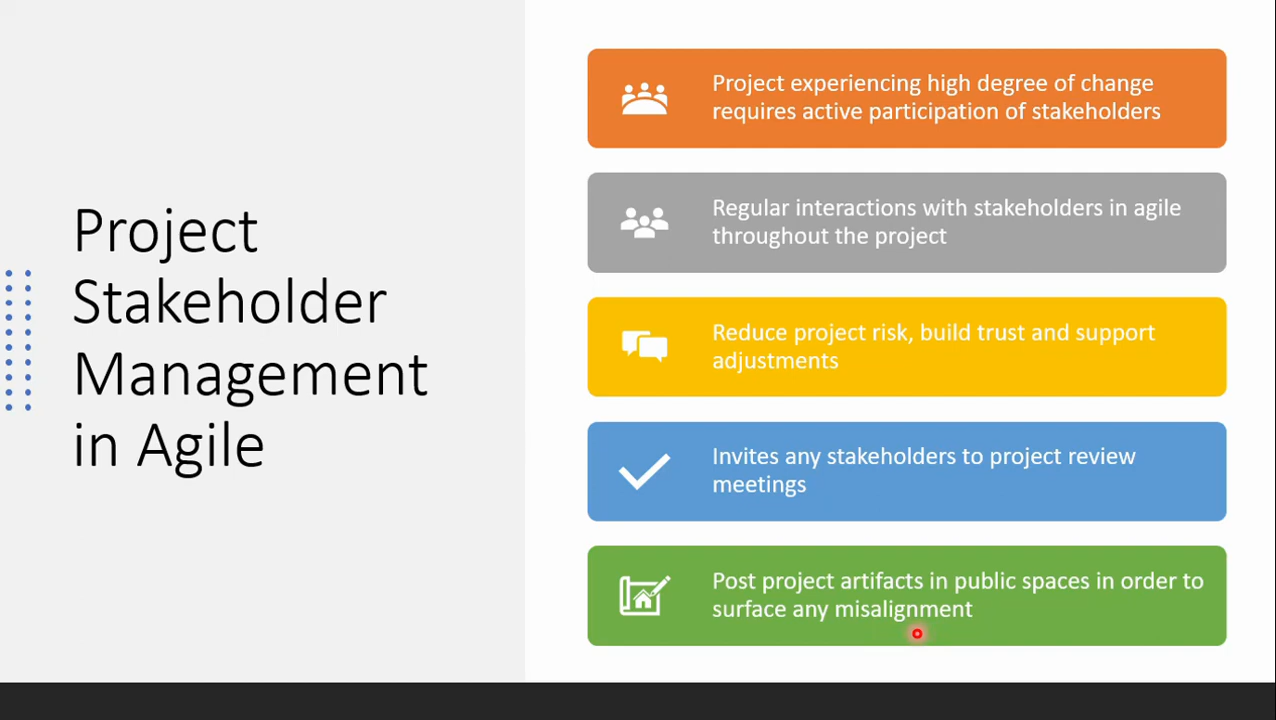 Project
Stakeholder
Management
in Agile
Project experiencing high degree of change
requires active participation of stakeholders
Regular interactions with stakeholders in agile
throughout the project
Reduce project risk, build trust and support
adjustments
Invites any stakeholders to project review
meetings
Post project artifacts in public spaces in order to
surface any misalignment